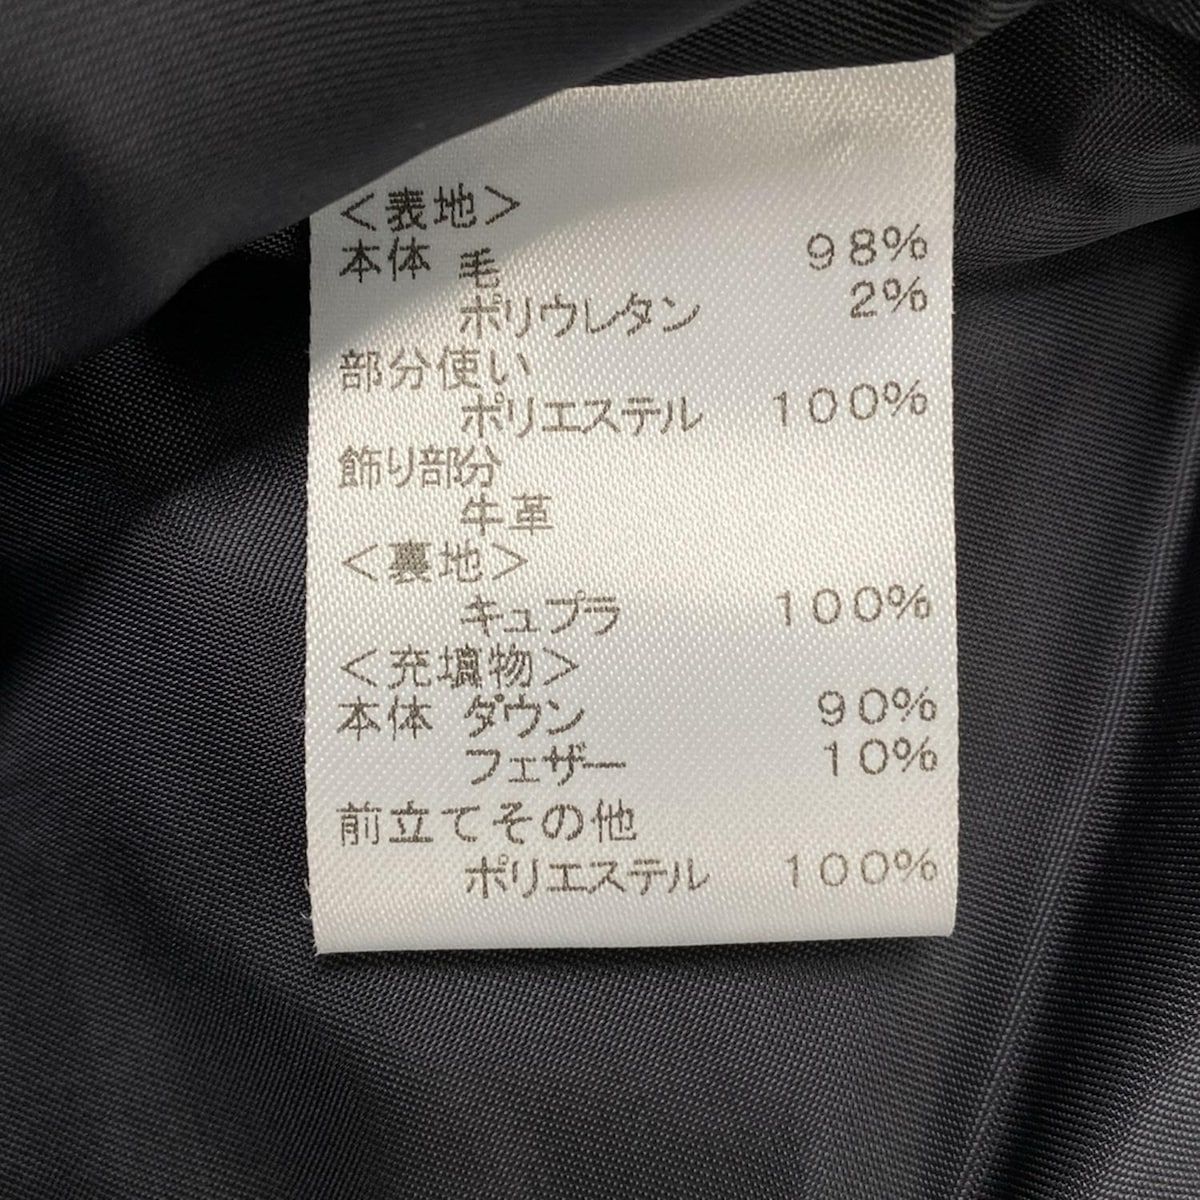 <表地>
本体 毛 98%
ポリウレタン 2%
部分使い
ポリエステル 100%
飾り部分
牛革
<裏地>
キュプラ 100%
<充填物>
本体 ダウン 90%
フェザー 10%
前立てその他
ポリエステル 100%